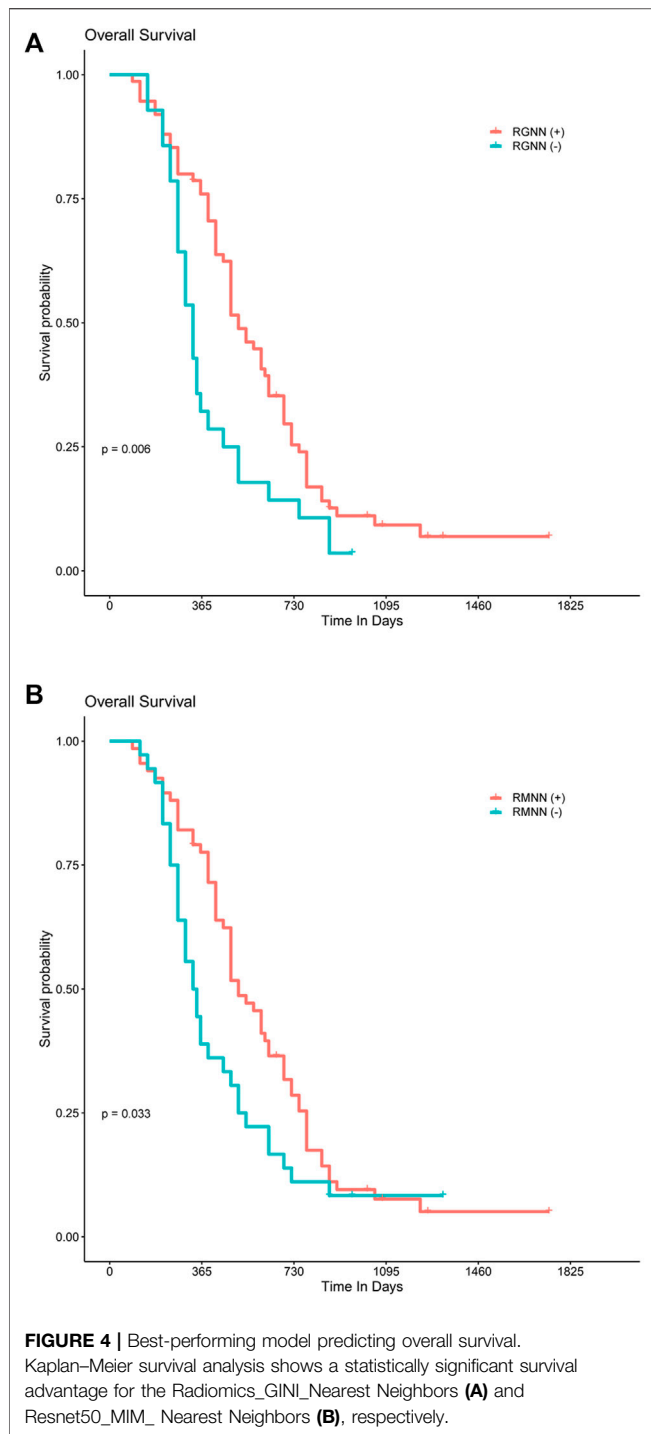 A
Overall Survival
1.00
0.75
0.50
0.25
0.00
Survival probability
RGNN (+)
RGNN (-)
p = 0.006
0 365 730 1095 1460 1825
Time In Days
B
Overall Survival
1.00
0.75
0.50
0.25
0.00
Survival probability
RMNN (+)
RMNN (-)
p = 0.033
0 365 730 1095 1460 1825
Time In Days
FIGURE 4 | Best-performing model predicting overall survival.
Kaplan–Meier survival analysis shows a statistically significant survival
advantage for the Radiomics_GINI_Nearest Neighbors (A) and
Resnet50_MIM_ Nearest Neighbors (B), respectively.